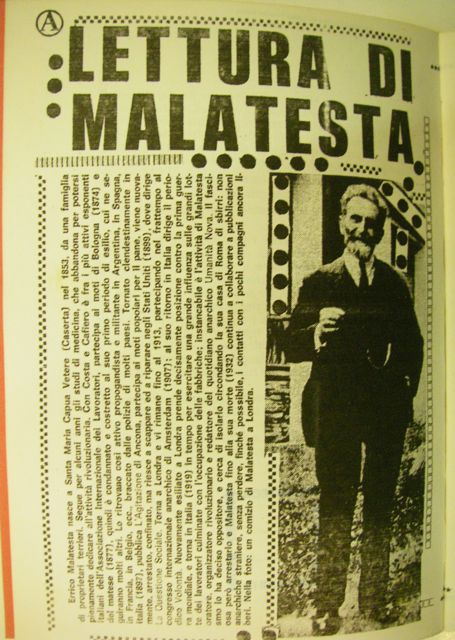 A
LETTURA DI
MALATESTA
Errico Malatesta nasce a Santa Maria Capua Vetere (Caserta) nel 1853, da una famiglia
di proprietari terrieri. Segue per alcuni anni gli studi di medicina, che abbandona per potersi
pienamente dedicare all'attività rivoluzionaria. Con Costa e Cafiero è fra i più attivi esponenti
italiani dell'Associazione Internazionale dei Lavoratori, partecipa ai moti di Bologna (1874) e
del matese (1877), quindi è condannato e costretto al suo primo periodo di esilio, cui ne se-
guiranno molti altri. Lo ritroviamo così attivo propagandista e militante in Argentina, in Spagna,
in Francia, in Belgio, ecc., braccato dalle polizie di molti paesi. Tornato clandestinamente in
Italia (1897), pubblica L'Agitazione di Ancona, partecipa ai moti popolari per il pane, viene nuova-
mente arrestato, confinato, ma riesce a scappare ed a riparare negli Stati Uniti (1899), dove dirige
La Questione Sociale. Torna a Londra e vi rimane fino al 1913, partecipando nel frattempo al
congresso internazionale anarchico di Amsterdam (1907); al suo ritorno in Italia dirige il perio-
dico Volontà. Nuovamente esiliato a Londra prende decisamente posizione contro la prima guer-
ra mondiale, e torna in Italia (1919) in tempo per esercitare una grande influenza sulle grandi lot-
te dei lavoratori culminate con l'occupazione delle fabbriche; instancabile è l'attività di Malatesta
oratore, organizzatore rivoluzionario e redattore del quotidiano anarchico Umanità Nova. Il fasci-
smo lo ha deciso oppositore, e cerca di isolarlo circondando la sua casa di Roma di sbirri: non
osa però arrestarlo e Malatesta fino alla sua morte (1932) continua a collaborare a pubblicazioni
anarchiche straniere, senza perdere, finché possibile, i contatti con i pochi compagni ancora li-
beri. Nella foto: un comizio di Malatesta a Londra.